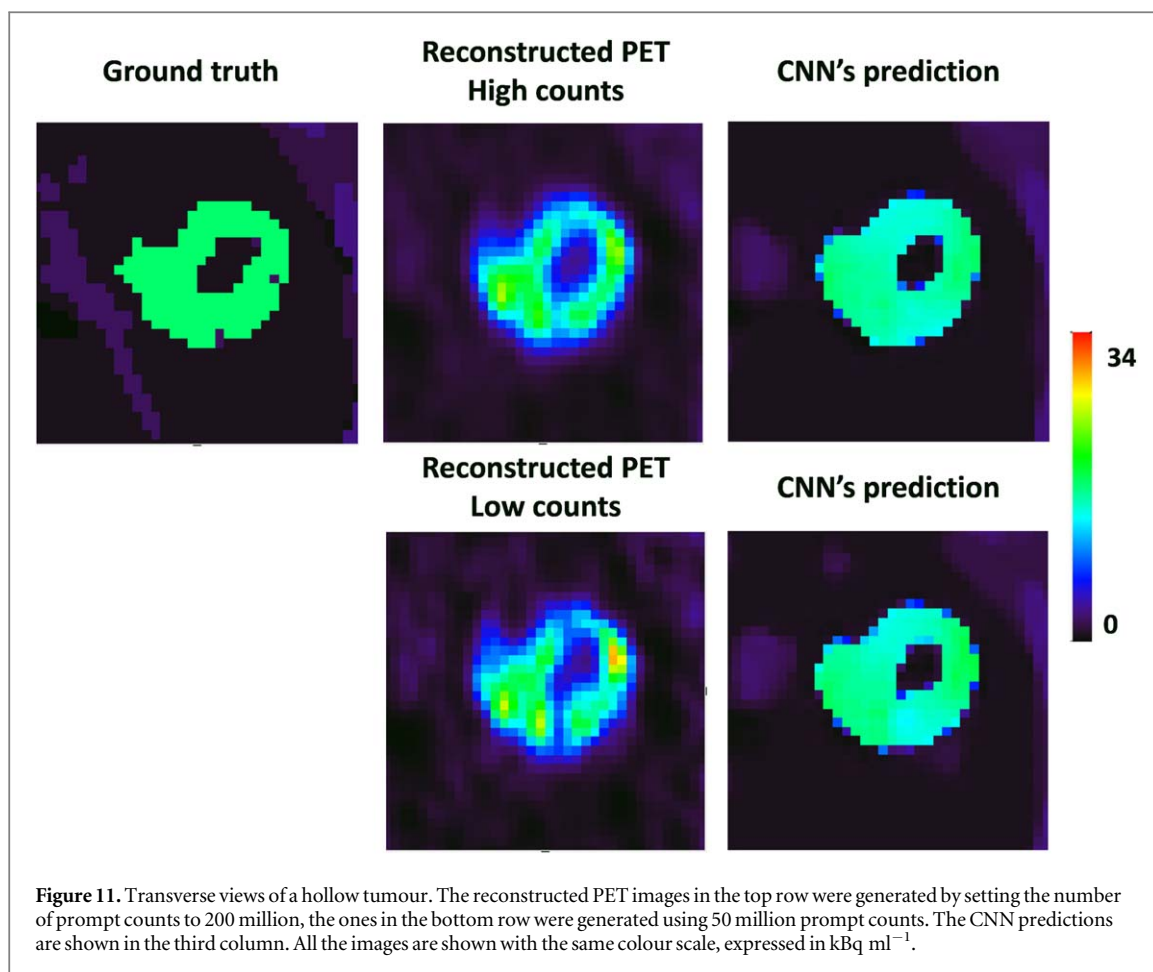 Ground truth
Reconstructed PET
High counts
CNN's prediction
34
0
Reconstructed PET
Low counts
CNN's prediction
Figure 11. Transverse views of a hollow tumour. The reconstructed PET images in the top row were generated by setting the number
of prompt counts to 200 million, the ones in the bottom row were generated using 50 million prompt counts. The CNN predictions
are shown in the third column. All the images are shown with the same colour scale, expressed in kBq ml⁻¹.